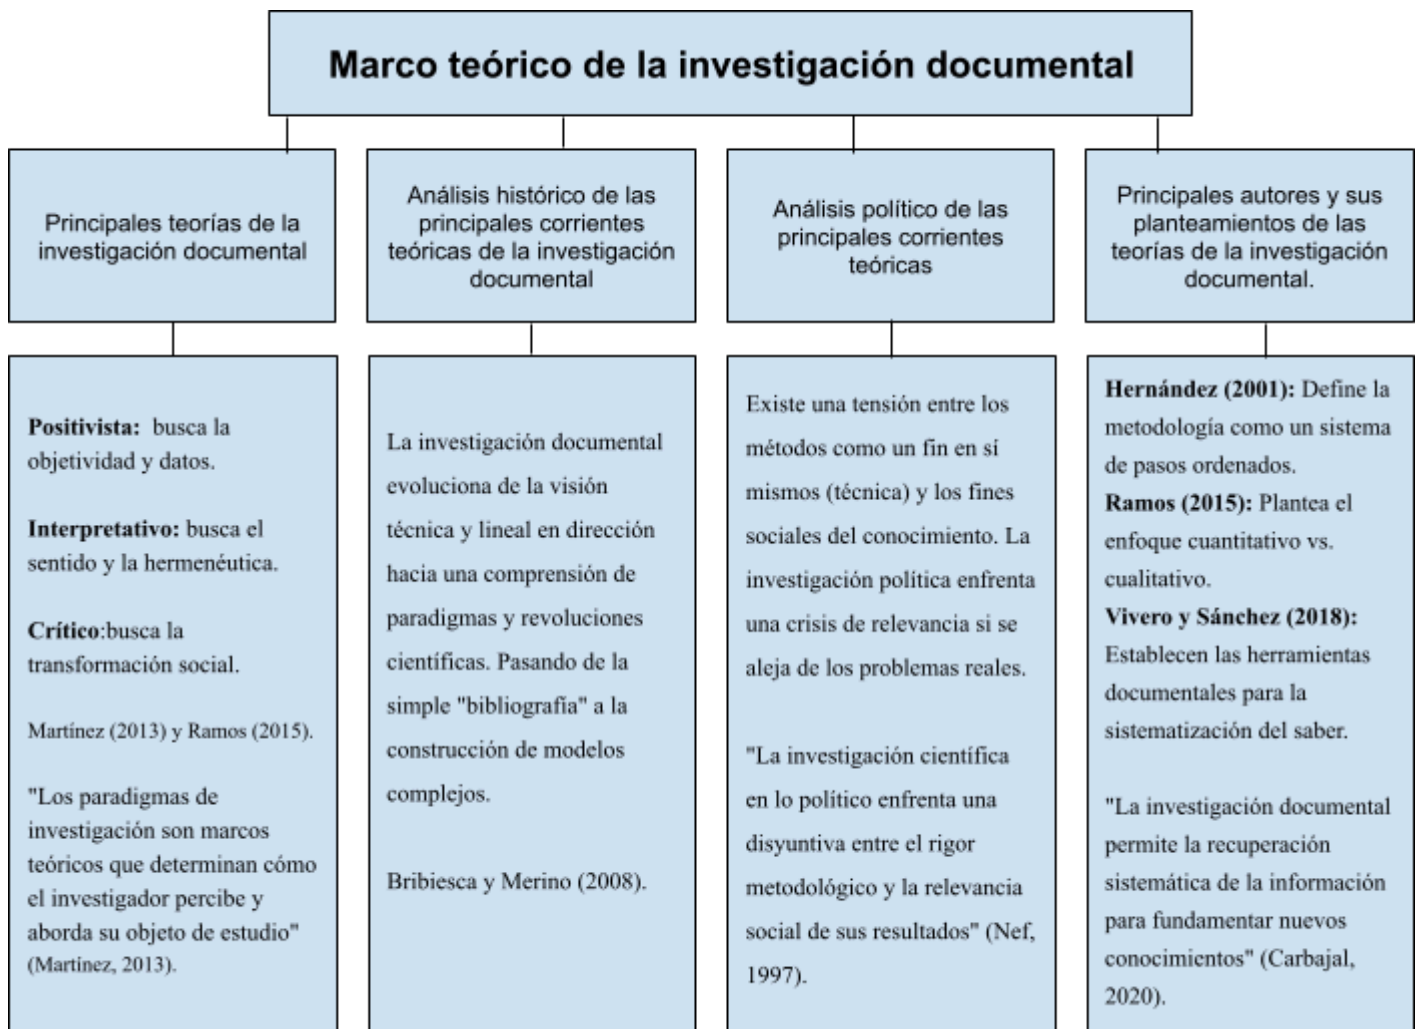 Marco teórico de la investigación documental
Principales teorías de la
investigación documental
Análisis histórico de las
principales corrientes
teóricas de la investigación
documental
Análisis político de las
principales corrientes
teóricas
Principales autores y sus
planteamientos de las
teorías de la investigación
documental.
Positivista:  busca la
objetividad y datos.
Interpretativo: busca el
sentido y la hermenéutica.
Crítico:busca la
transformación social.
Martínez (2013) y Ramos (2015).
"Los paradigmas de
investigación son marcos
teóricos que determinan cómo
el investigador percibe y
aborda su objeto de estudio"
(Martínez, 2013).
La investigación documental
evoluciona de la visión
técnica y lineal en dirección
hacia una comprensión de
paradigmas y revoluciones
científicas. Pasando de la
simple "bibliografía" a la
construcción de modelos
complejos.
Bribiesca y Merino (2008).
Existe una tensión entre los
métodos como un fin en sí
mismos (técnica) y los fines
sociales del conocimiento. La
investigación política enfrenta
una crisis de relevancia si se
aleja de los problemas reales.
"La investigación científica
en lo político enfrenta una
disyuntiva entre el rigor
metodológico y la relevancia
social de sus resultados" (Nef,
1997).
Hernández (2001): Define la
metodología como un sistema
de pasos ordenados.
Ramos (2015): Plantea el
enfoque cuantitativo vs.
cualitativo.
Vivero y Sánchez (2018):
Establecen las herramientas
documentales para la
sistematización del saber.
"La investigación documental
permite la recuperación
sistemática de la información
para fundamentar nuevos
conocimientos" (Carbajal,
2020).